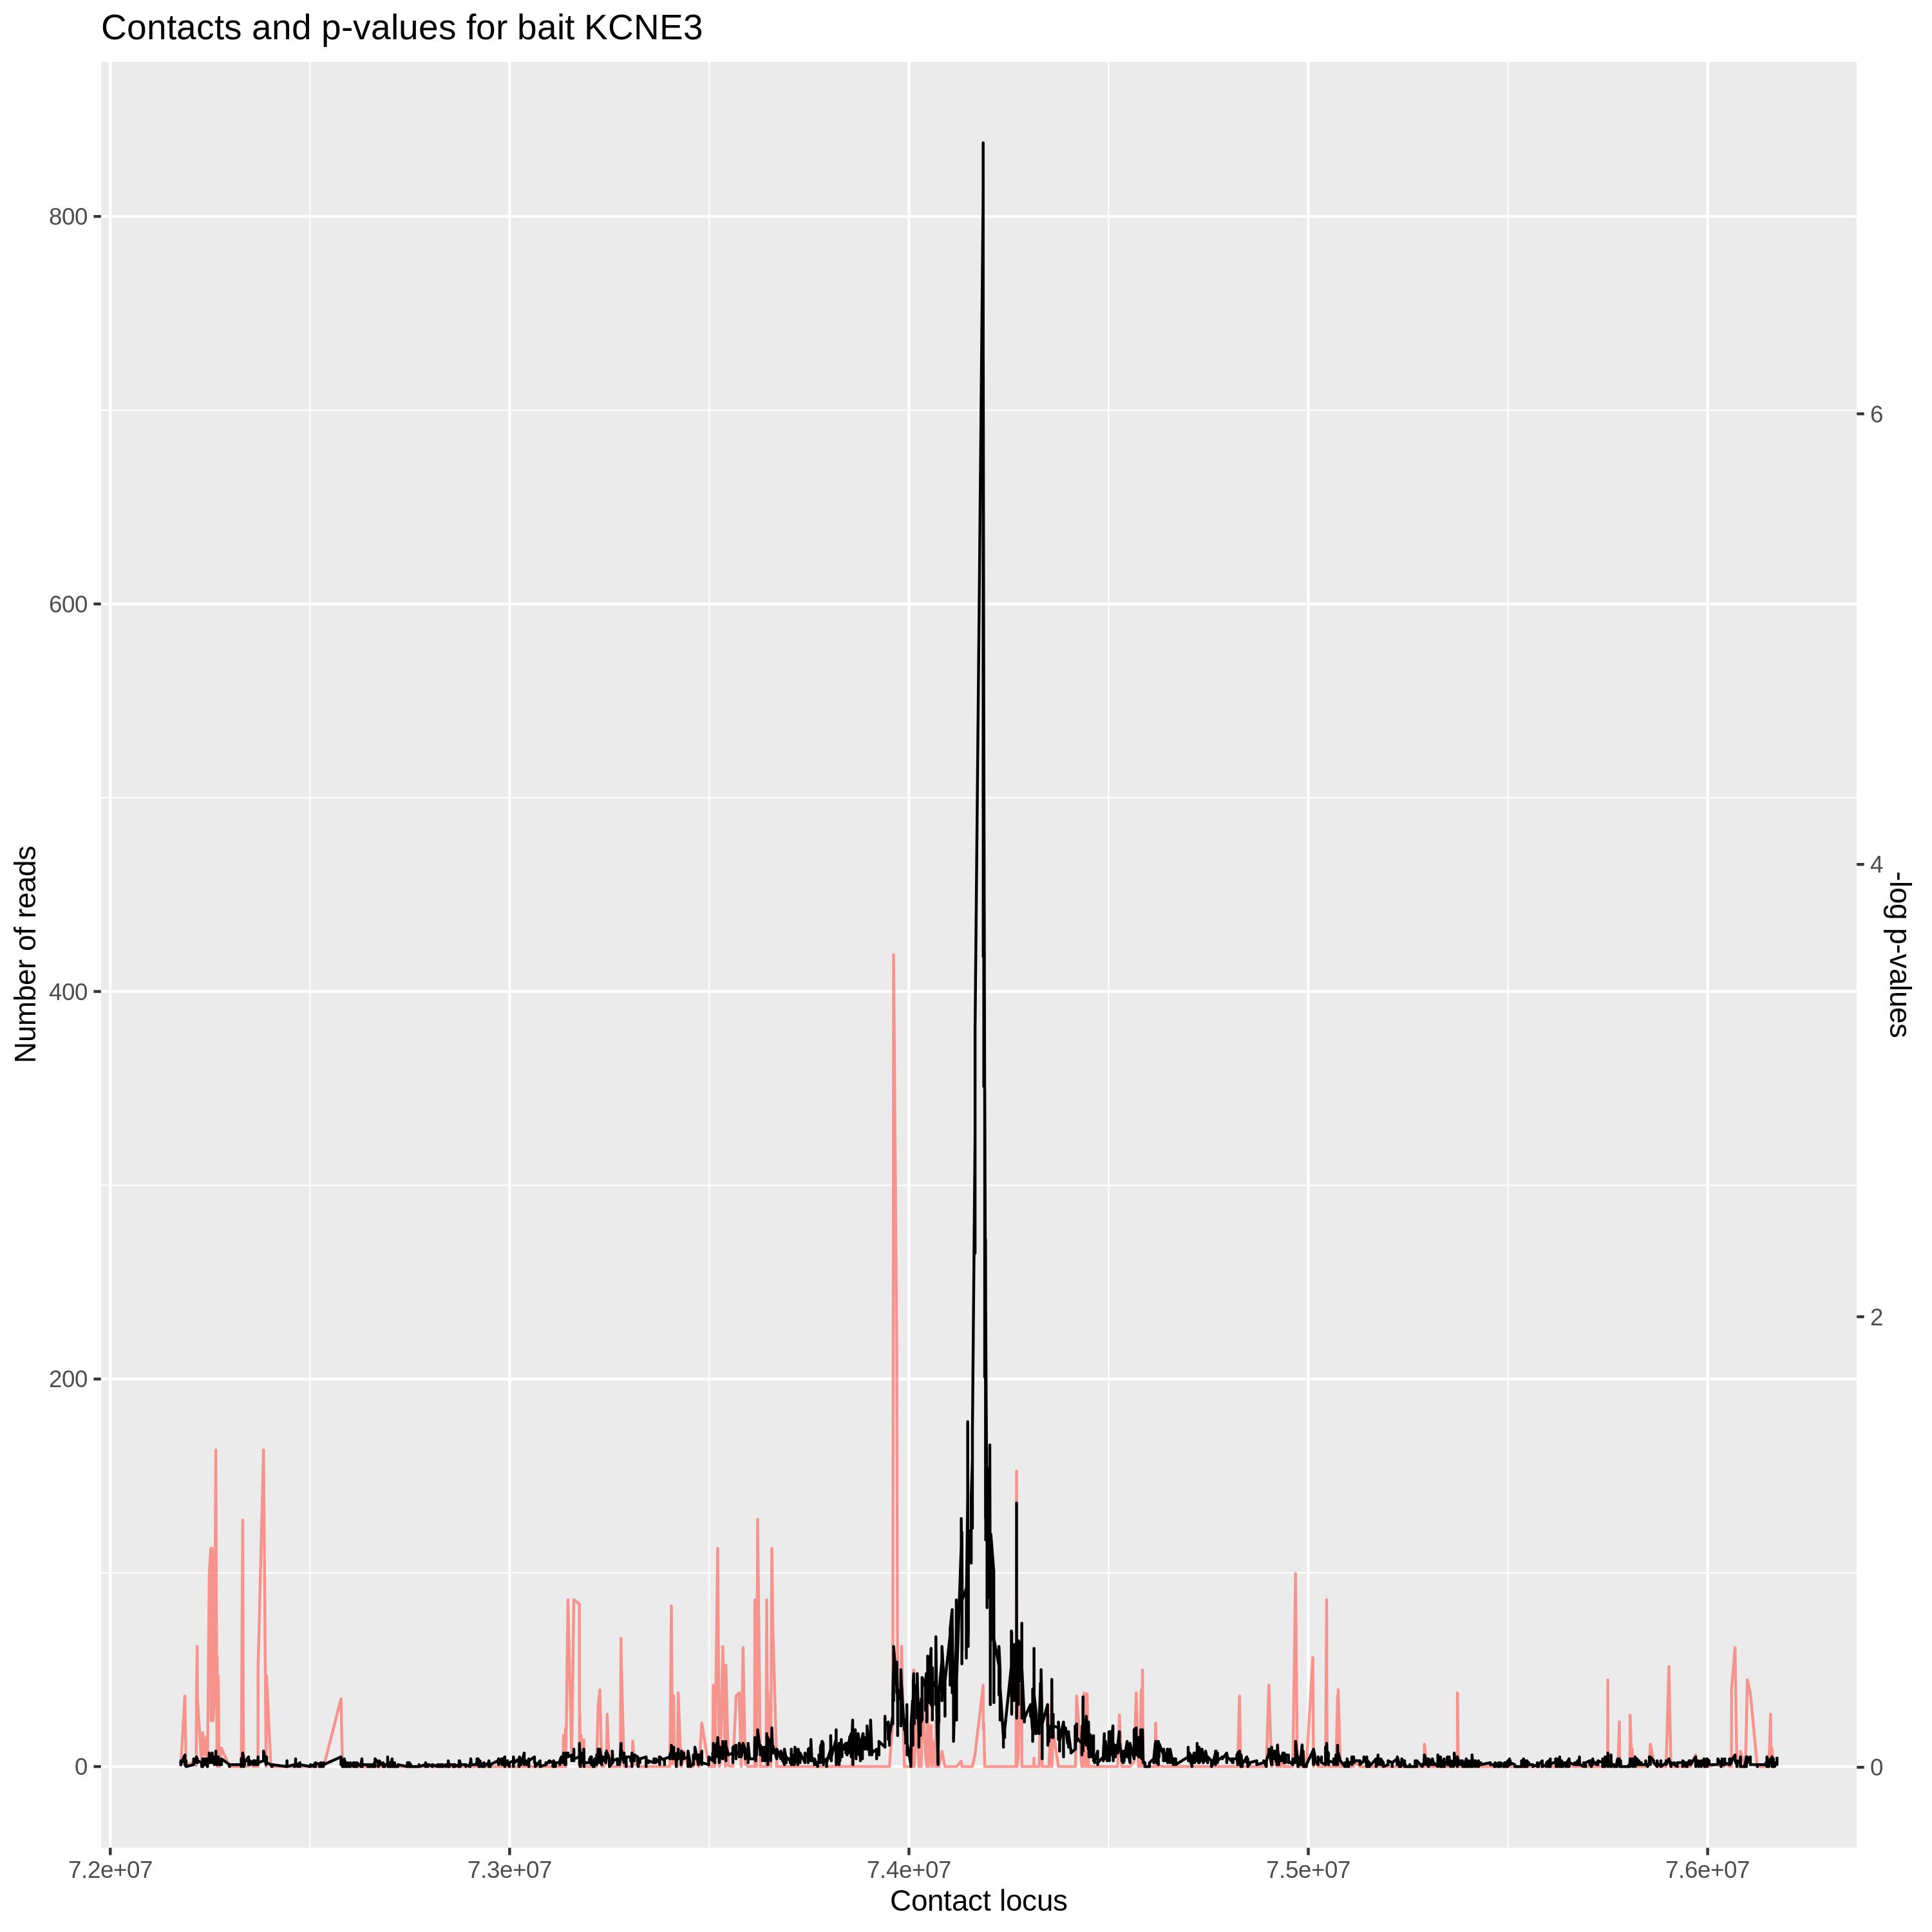 Contacts and p-values for bait KCNE3
Number of reads
800
600
400
200
0
6
4
2
0
-log p-values
7.2e+07
7.3e+07
7.4e+07
7.5e+07
7.6e+07
Contact locus